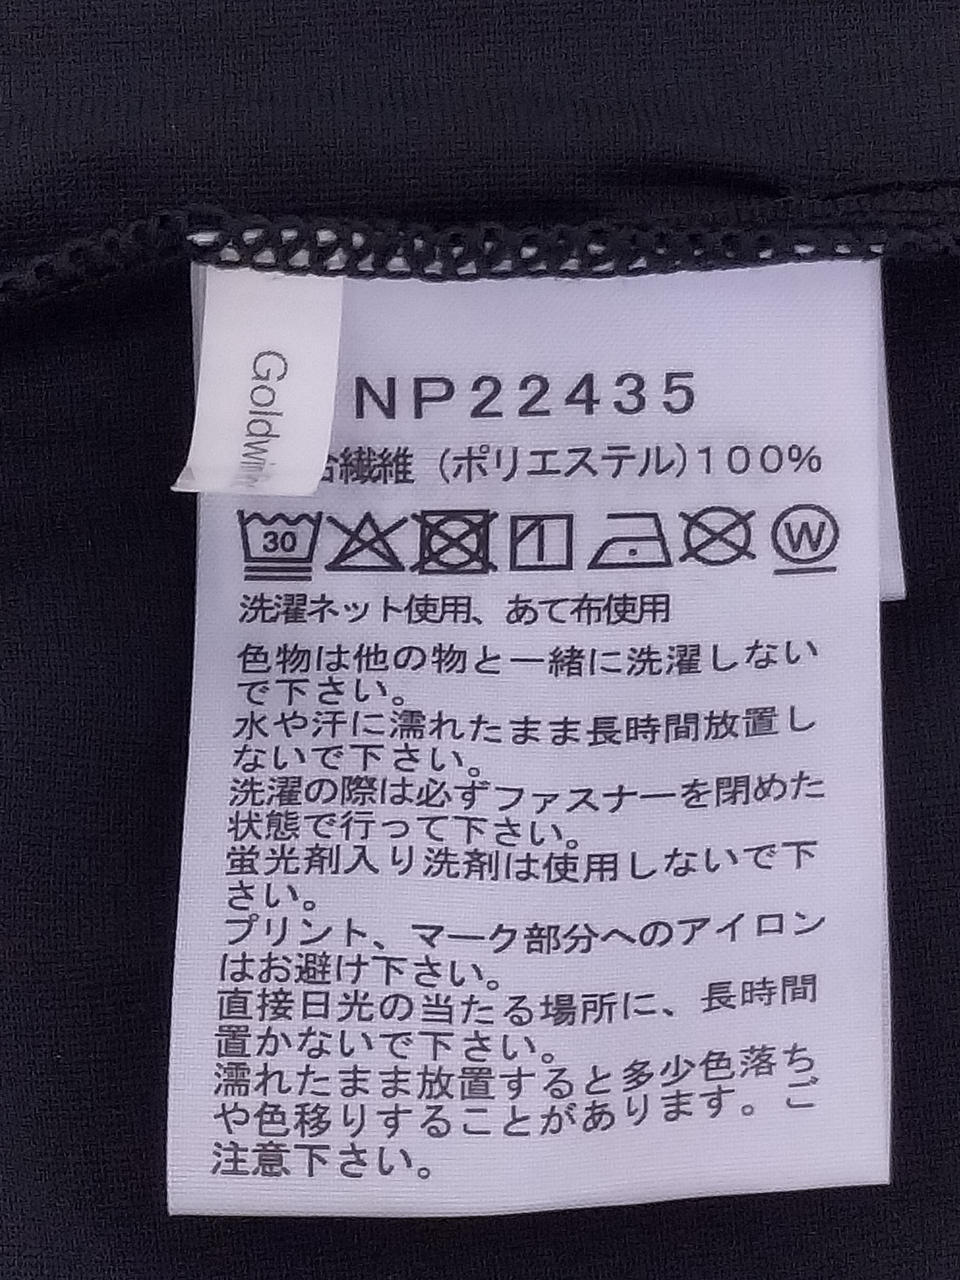 Goldwin
NP22435
合繊維（ポリエステル）100%
30 W
洗濯ネット使用、あて布使用
色物は他の物と一緒に洗濯しない
で下さい。
水や汗に濡れたまま長時間放置し
ないで下さい。
洗濯の際は必ずファスナーを閉めた
状態で行って下さい。
蛍光剤入り洗剤は使用しないで下
さい。
プリント、マーク部分へのアイロン
はお避け下さい。
直接日光の当たる場所に、長時間
置かないで下さい。
濡れたまま放置すると多少色落ち
や色移りすることがあります。ご
注意下さい。